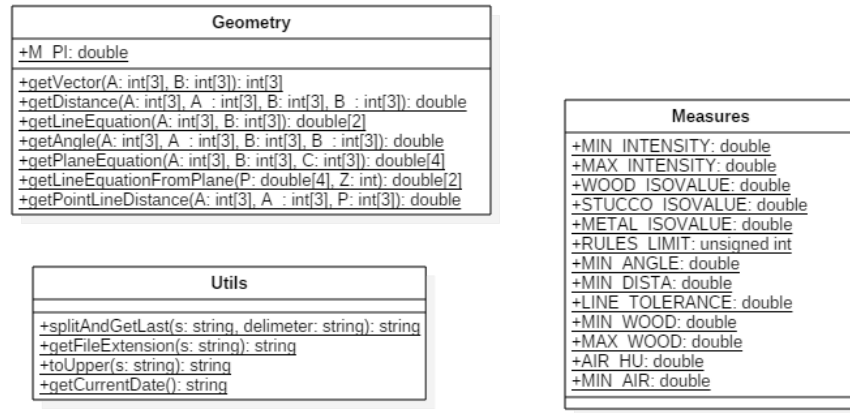 Geometry
+M_PI: double
+getVector(A: int[3], B: int[3]): int[3]
+getDistance(A: int[3], A_: int[3], B: int[3], B_: int[3]): double
+getLineEquation(A: int[3], B: int[3]): double[2]
+getAngle(A: int[3], A_: int[3], B: int[3], B_: int[3]): double
+getPlaneEquation(A: int[3], B: int[3], C: int[3]): double[4]
+getLineEquationFromPlane(P: double[4], Z: int): double[2]
+getPointLineDistance(A: int[3], A_: int[3], P: int[3]): double
Utils
+splitAndGetLast(s: string, delimeter: string): string
+getFileExtension(s: string): string
+toUpper(s: string): string
+getCurrentDate(): string
Measures
+MIN_INTENSITY: double
+MAX_INTENSITY: double
+WOOD_ISOVALUE: double
+STUCCO_ISOVALUE: double
+METAL_ISOVALUE: double
+RULES_LIMIT: unsigned int
+MIN_ANGLE: double
+MIN_DISTA: double
+LINE_TOLERANCE: double
+MIN_WOOD: double
+MAX_WOOD: double
+AIR_HU: double
+MIN_AIR: double